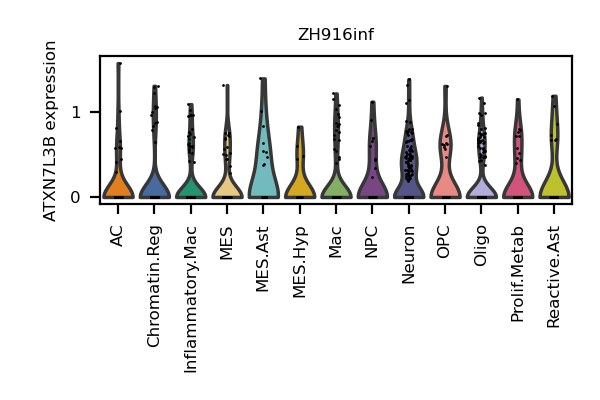 ZH916inf
ATXN7L3B expression
1
0
AC
Chromatin.Reg
Inflammatory.Mac
MES
MES.Ast
MES.Hyp
Mac
NPC
Neuron
OPC
Oligo
Prolif.Metab
Reactive.Ast